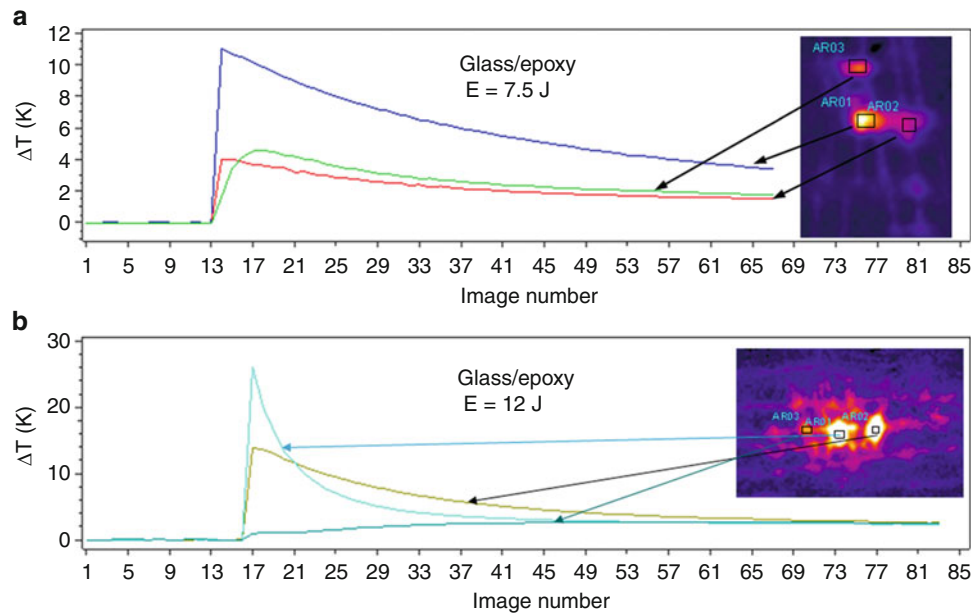 a
12
10
8
6
4
2
0
ΔT (K)
Glass/epoxy
E = 7.5 J
AR03
AR01 AR02
1 5 9 13 17 21 25 29 33 37 41 45 49 53 57 61 65 69 73 77 81 85
Image number
b
30
20
10
0
ΔT (K)
Glass/epoxy
E = 12 J
AR03 AR01 AR02
1 5 9 13 17 21 25 29 33 37 41 45 49 53 57 61 65 69 73 77 81 85
Image number